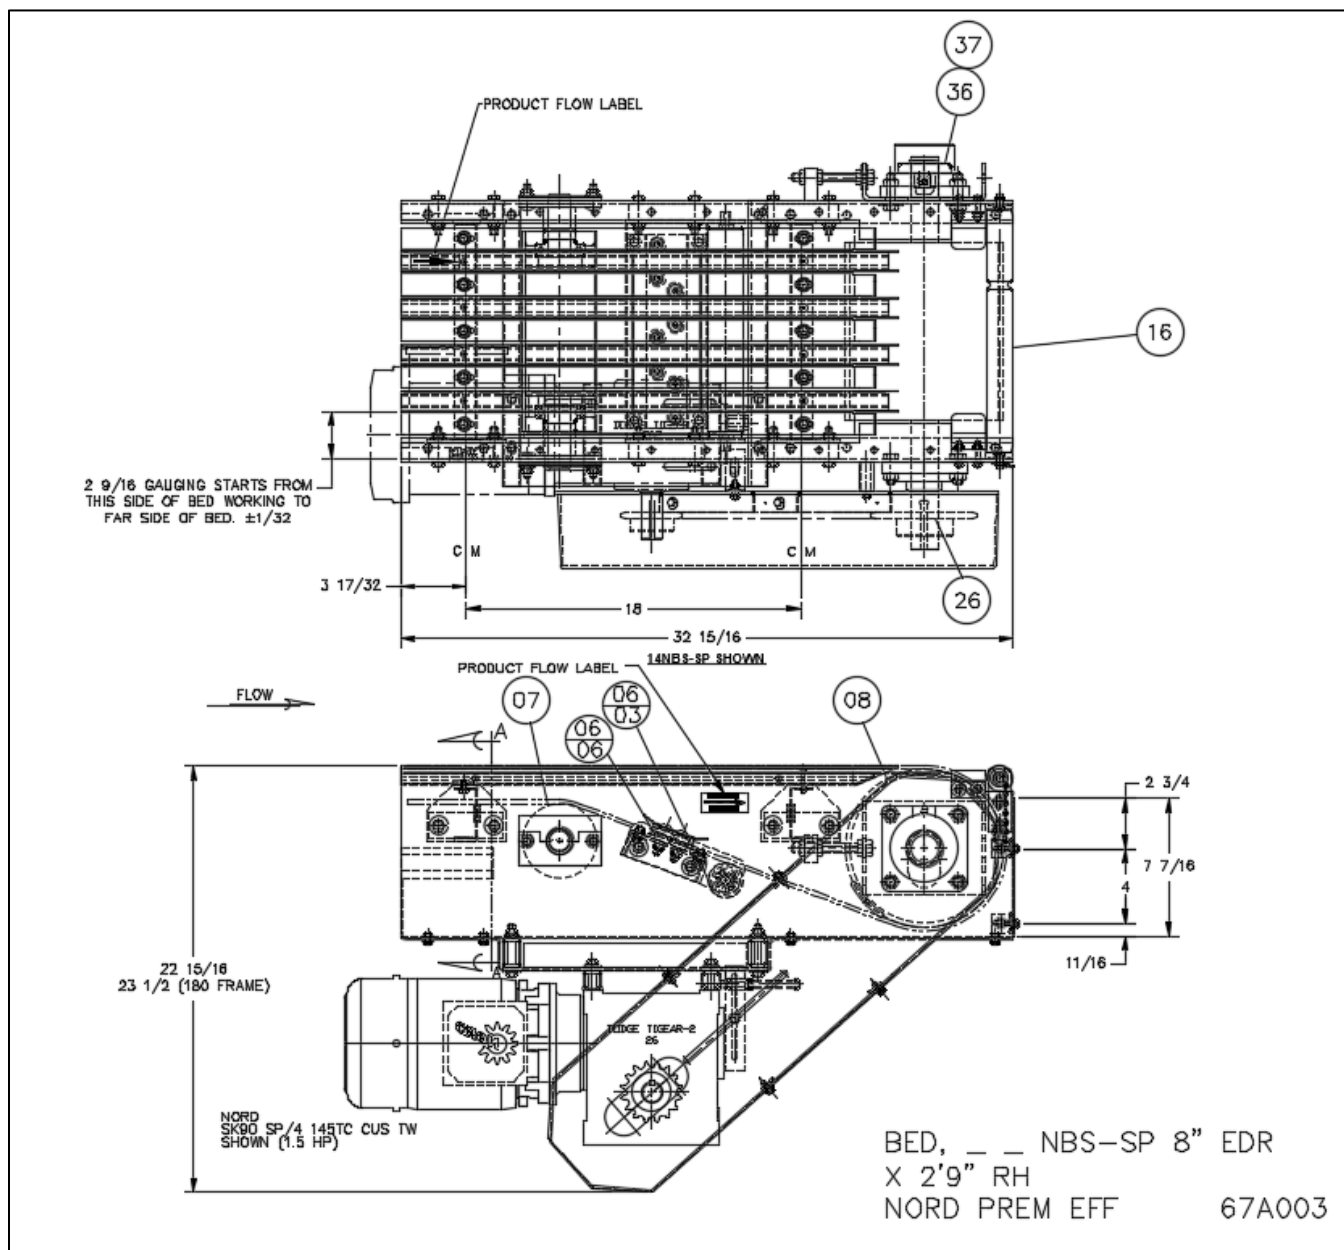 37
36
PRODUCT FLOW LABEL
16
2 9/16 GAUGING STARTS FROM
THIS SIDE OF BED WORKING TO
FAR SIDE OF BED. ±1/32
C M
C M
3 17/32
18
26
32 15/16
14NBS-SP SHOWN
PRODUCT FLOW LABEL
FLOW
07
06
03
06
06
08
A
2 3/4
7 7/16
4
11/16
22 15/16
23 1/2 (180 FRAME)
TIGEAR-2
26
NORD
SK90 SP/4 145TC CUS TW
SHOWN (1.5 HP)
BED, _ _ NBS-SP 8" EDR
X 2'9" RH
NORD PREM EFF 67A003